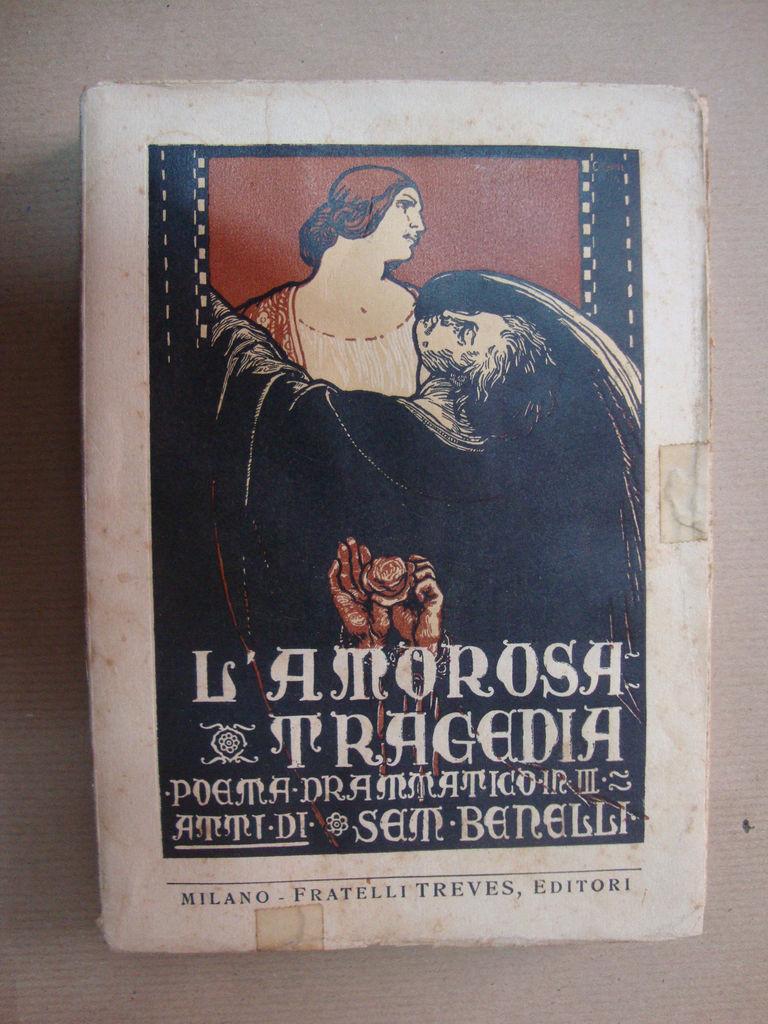 L'AMOROSA
TRAGEDIA
·POEMA·DRAMMATICO·IN·III·
ATTI·DI· SEM·BENELLI·
MILANO - FRATELLI TREVES, EDITORI